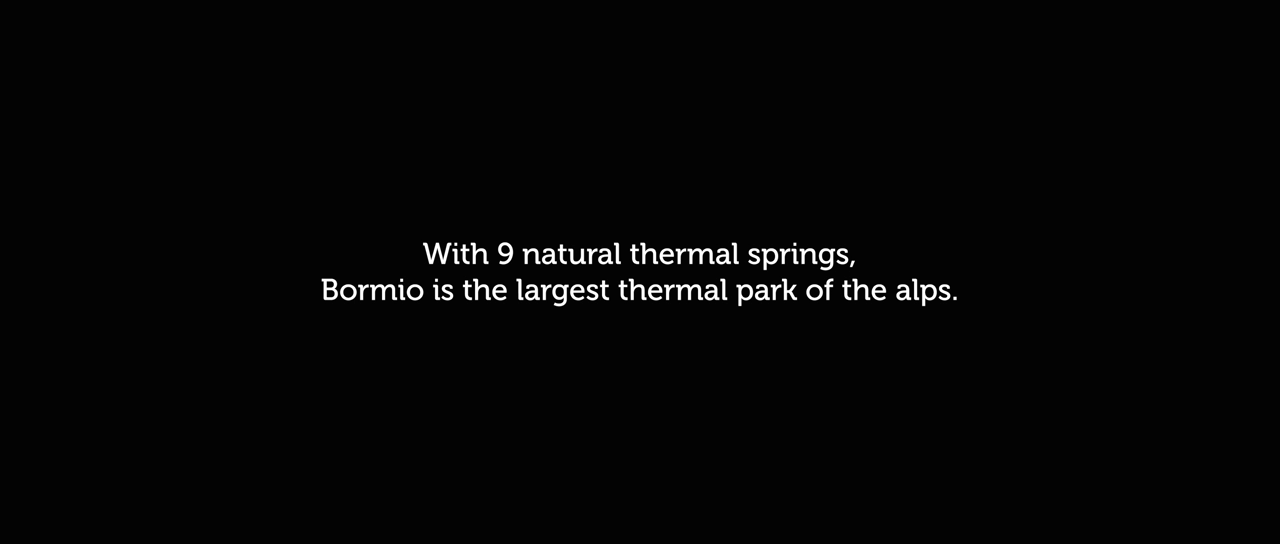 With 9 natural thermal springs,
Bormio is the largest thermal park of the alps.